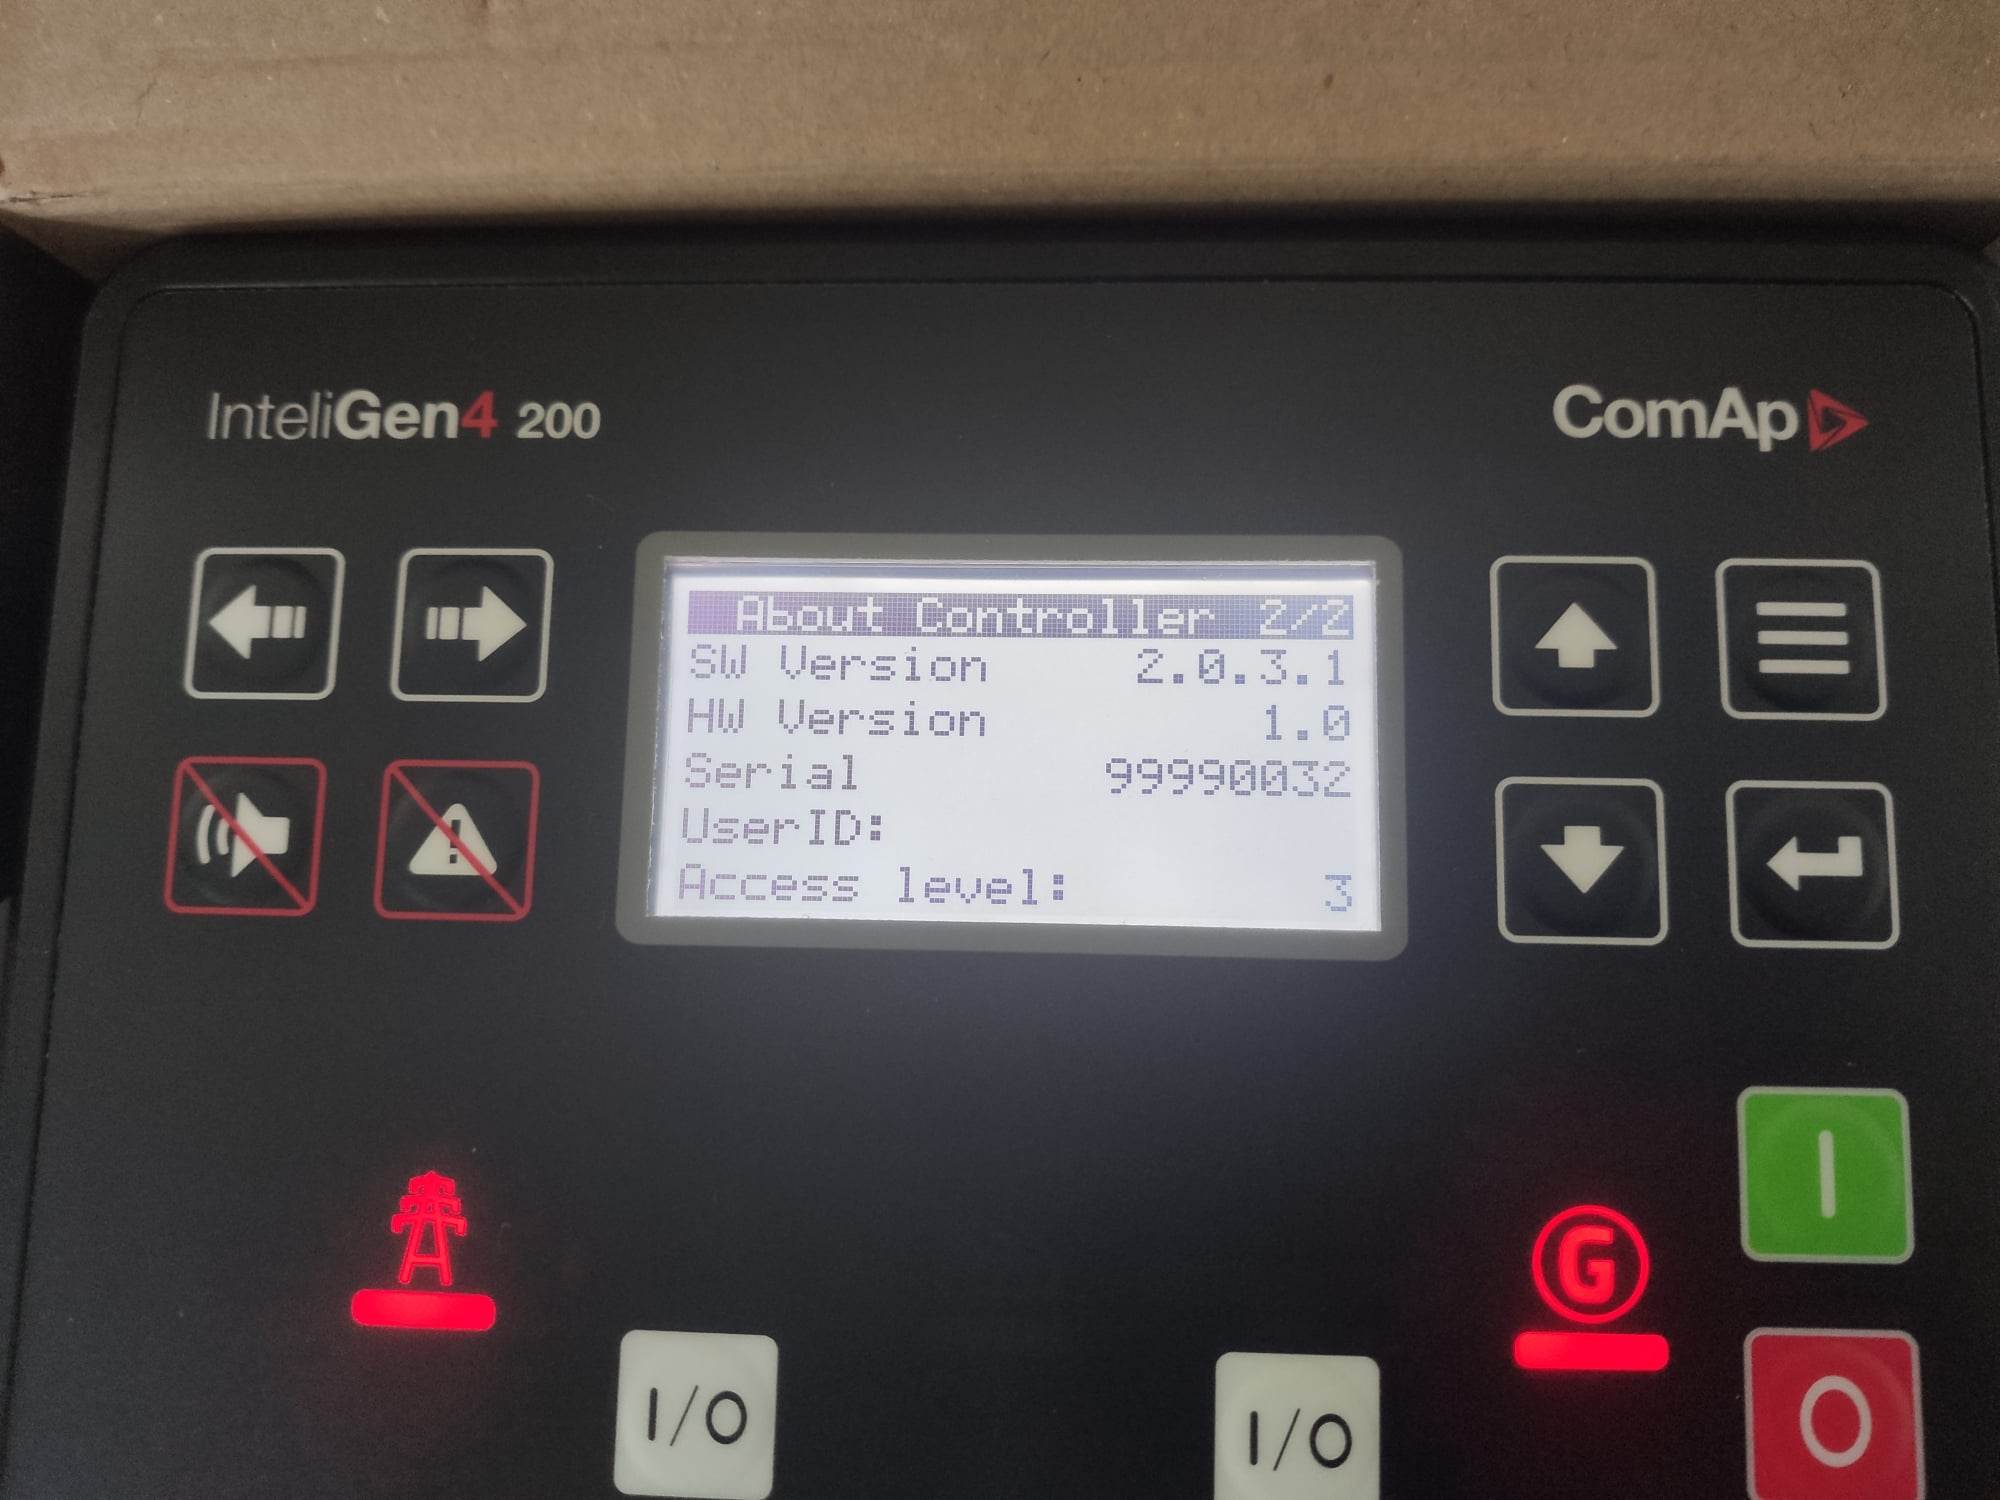 InteliGen4 200
ComAp
About Controller 2/2
SW Version 2.0.3.1
HW Version 1.0
Serial 99990032
UserID:
Access level: 3
G
I
I/O
I/O
O